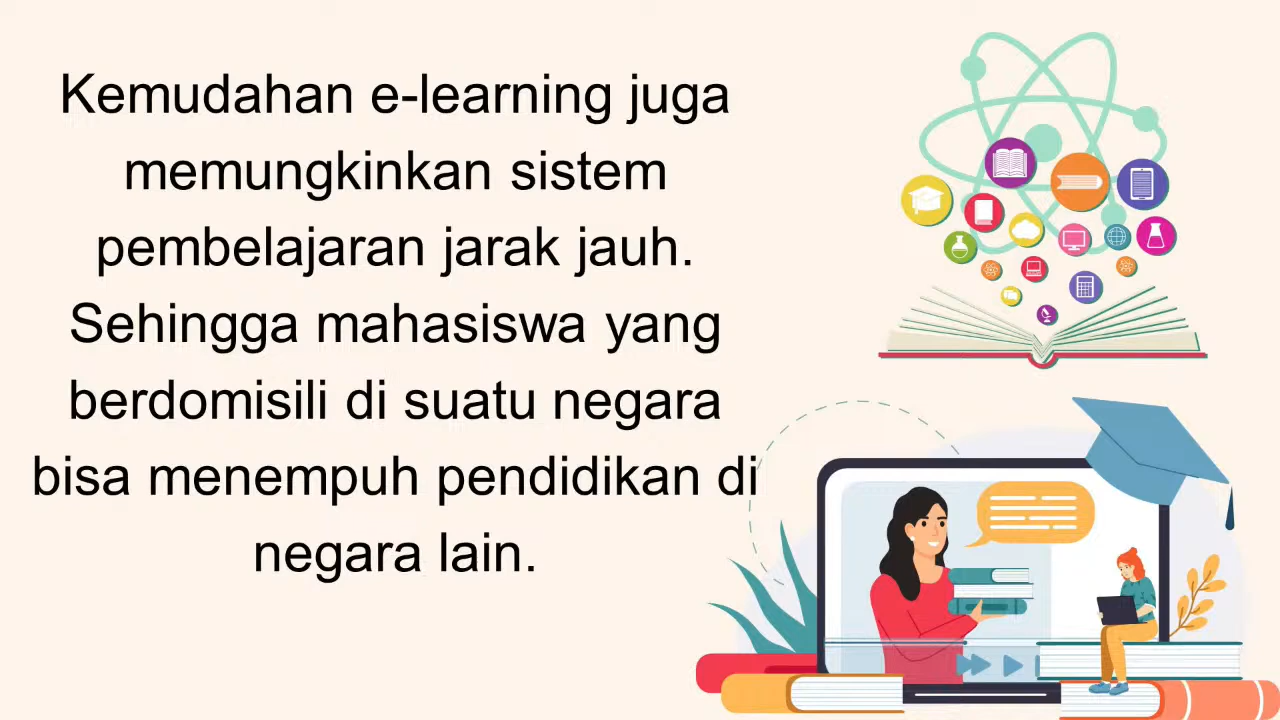 Kemudahan e-learning juga
memungkinkan sistem
pembelajaran jarak jauh.
Sehingga mahasiswa yang
berdomisili di suatu negara
bisa menempuh pendidikan di
negara lain.